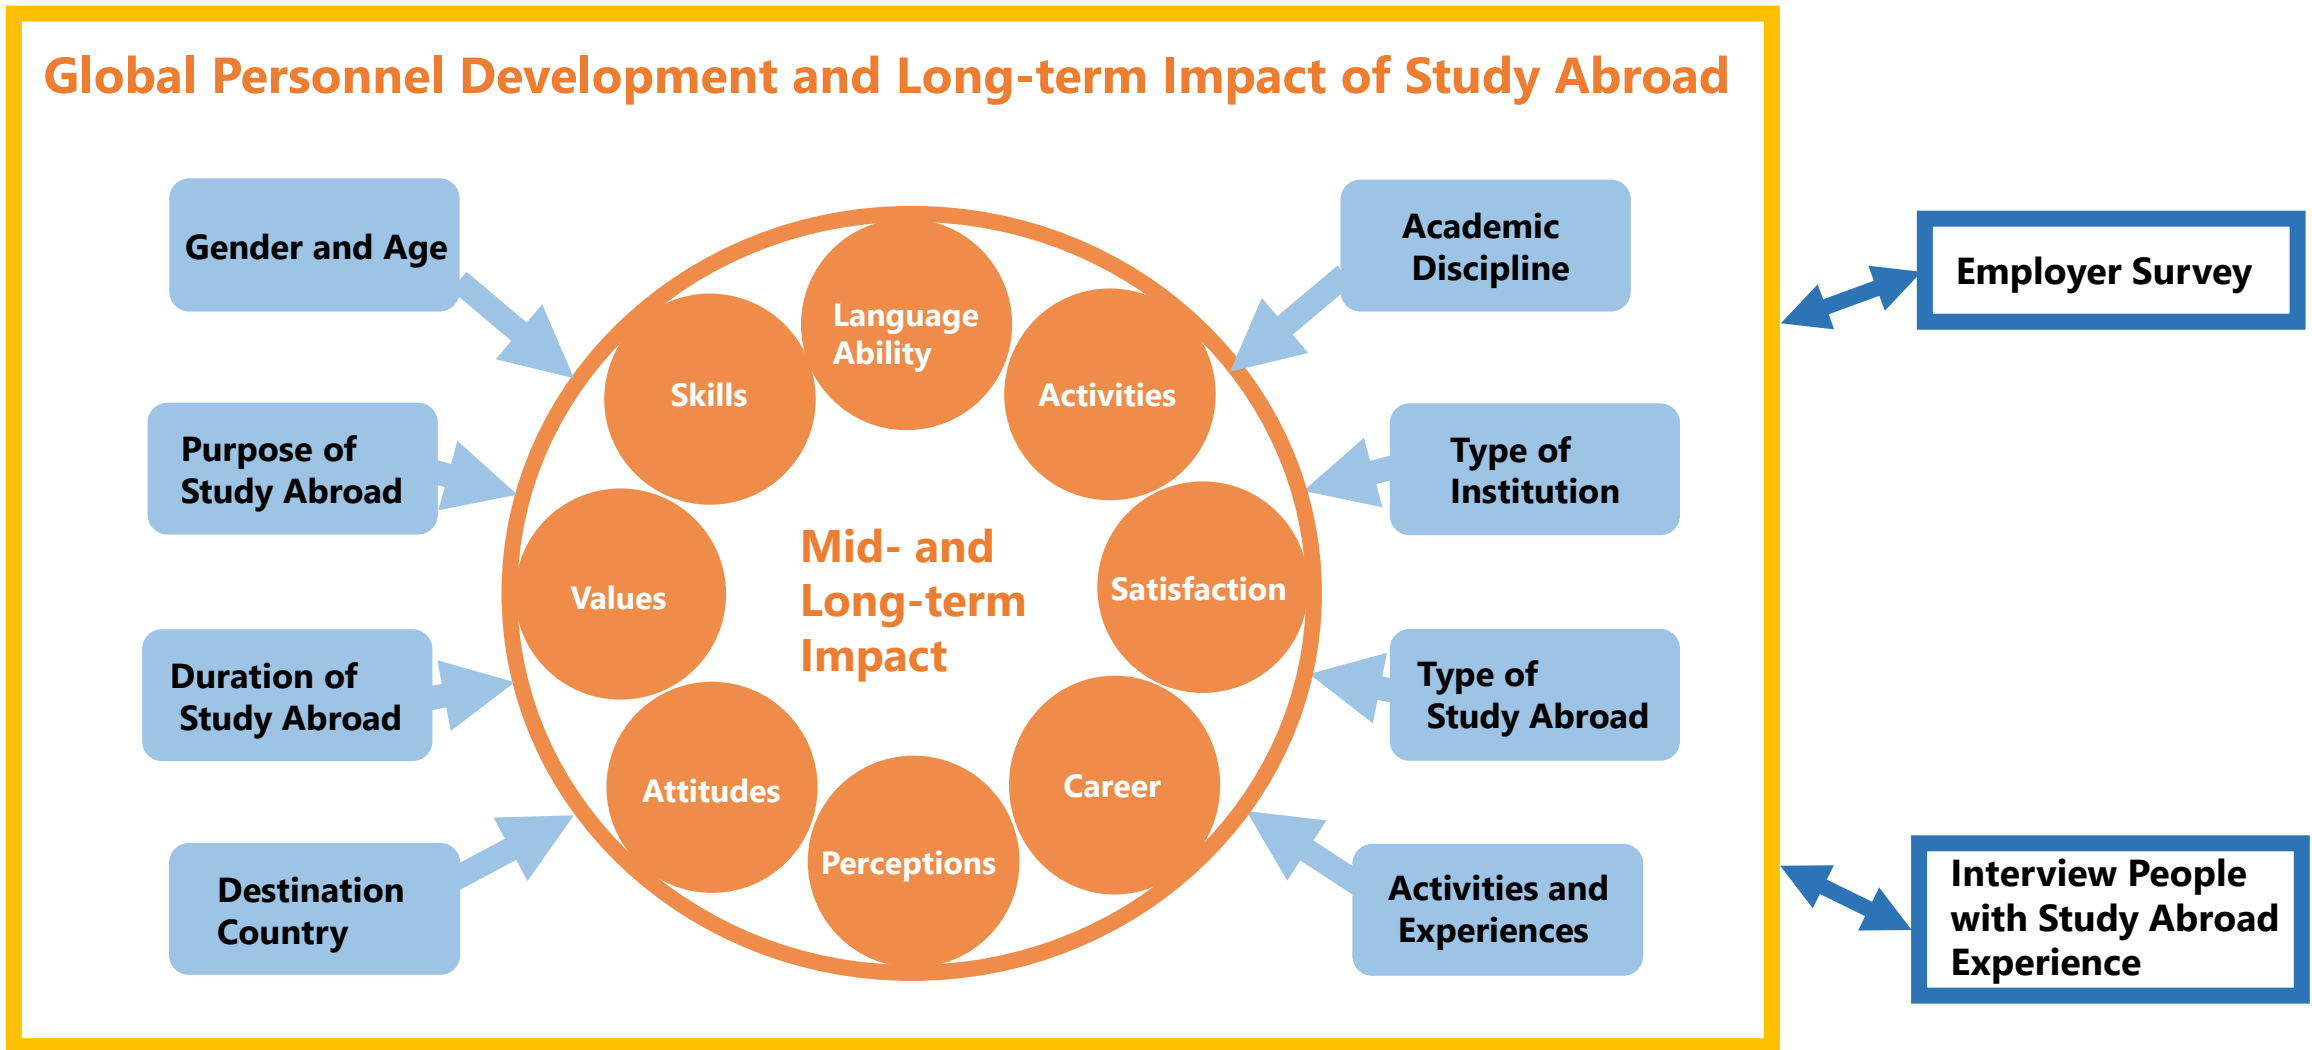 Global Personnel Development and Long-term Impact of Study Abroad
Gender and Age
Purpose of
Study Abroad
Duration of
Study Abroad
Destination
Country
Language
Ability
Skills
Activities
Values
Satisfaction
Attitudes
Career
Perceptions
Mid- and
Long-term
Impact
Academic
Discipline
Type of
Institution
Type of
Study Abroad
Activities and
Experiences
Employer Survey
Interview People
with Study Abroad
Experience